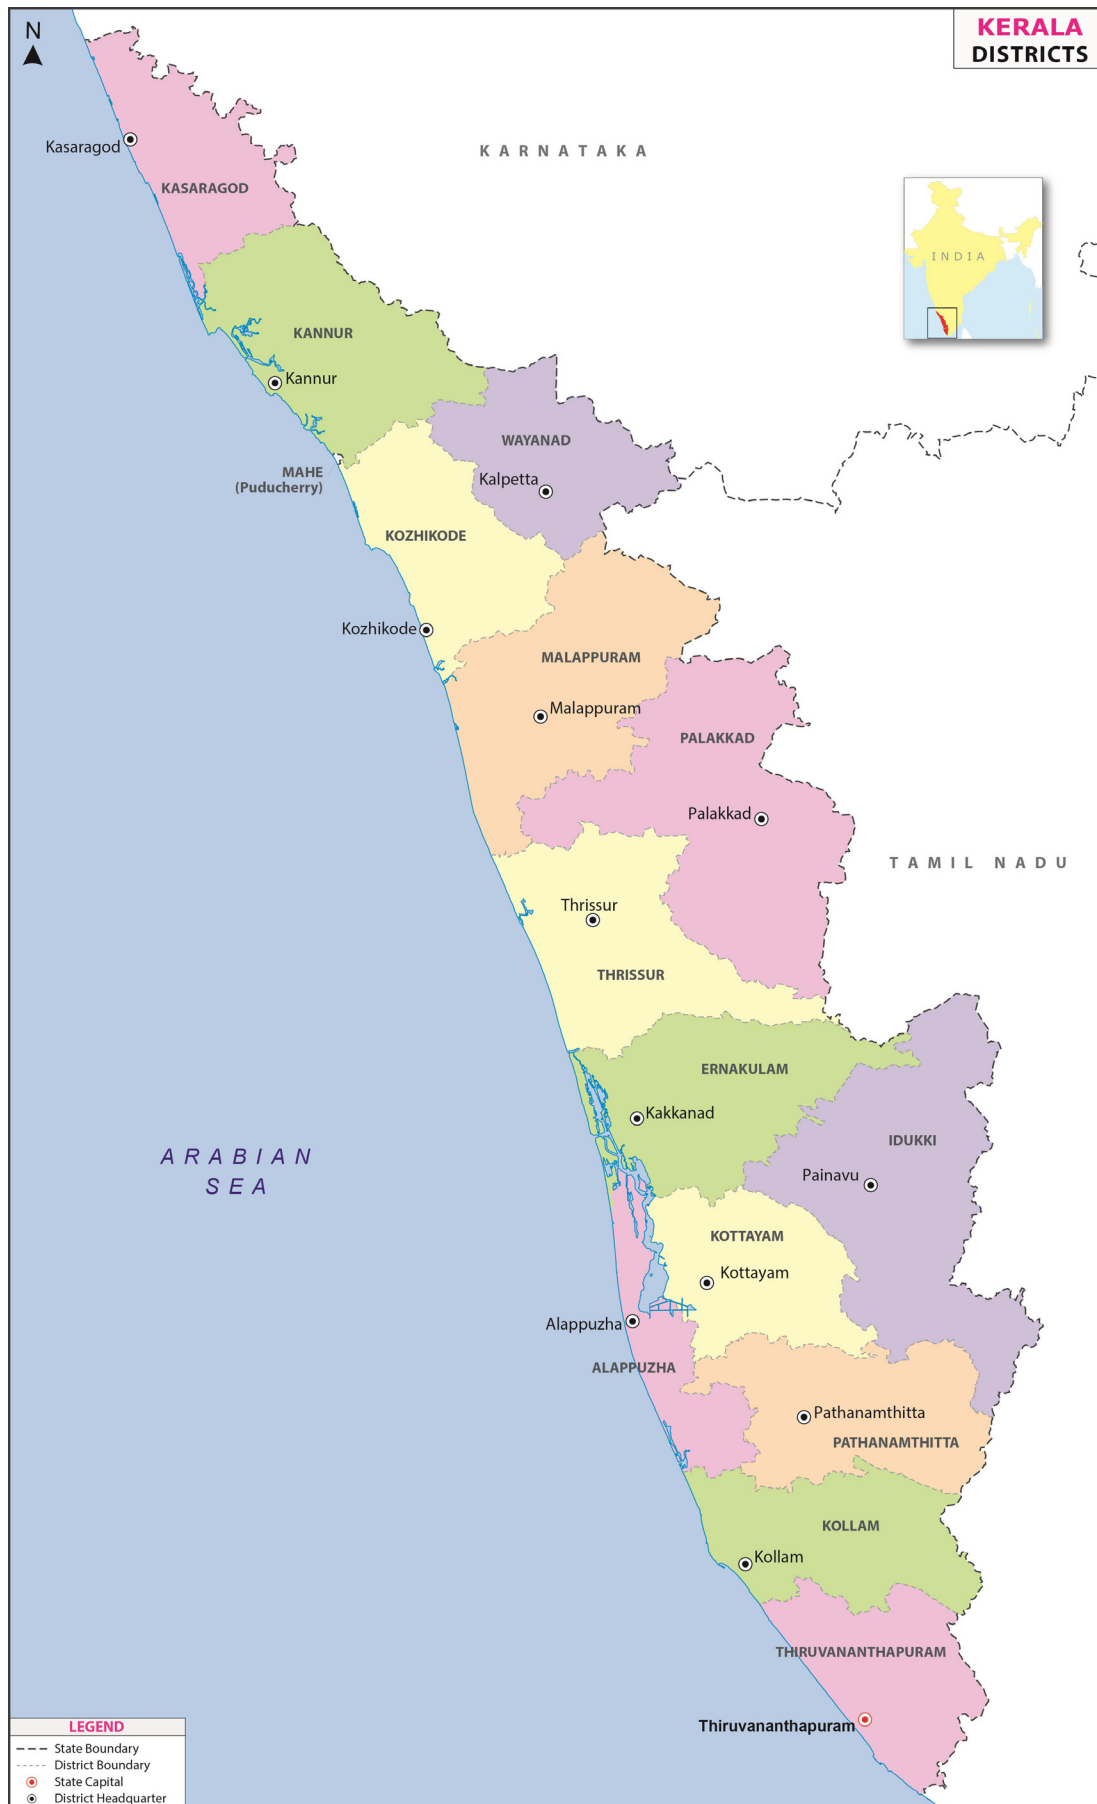 N
KERALA
DISTRICTS
KARNATAKA
Kasaragod
KASARAGOD
INDIA
KANNUR
Kannur
WAYANAD
MAHE
(Puducherry)
Kalpetta
KOZHIKODE
Kozhikode
MALAPPURAM
Malappuram
PALAKKAD
Palakkad
TAMIL NADU
Thrissur
THRISSUR
ERNAKULAM
Kakkanad
IDUKKI
ARABIAN
SEA
Painavu
KOTTAYAM
Kottayam
Alappuzha
ALAPPUZHA
Pathanamthitta
PATHANAMTHITTA
KOLLAM
Kollam
THIRUVANANTHAPURAM
Thiruvananthapuram
LEGEND
State Boundary
District Boundary
State Capital
District Headquarter